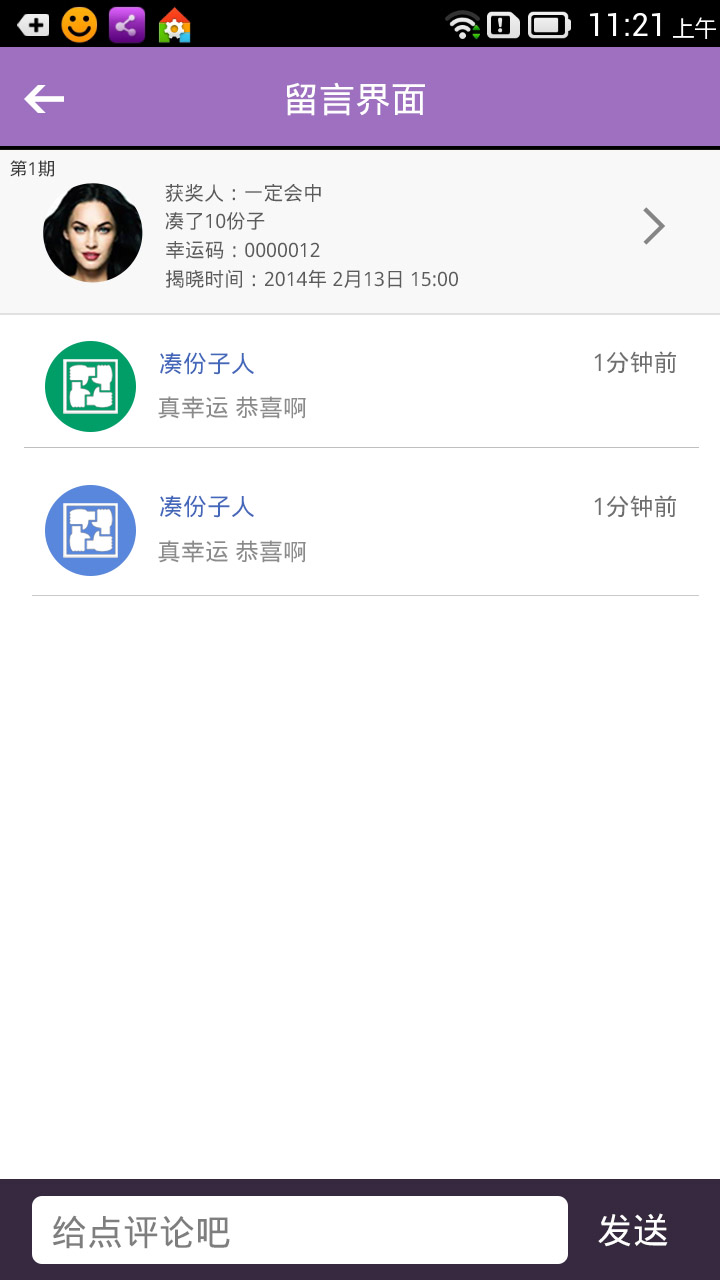 11:21 上午
留言界面
第1期
获奖人：一定会中
凑了10份子
幸运码：0000012
揭晓时间：2014年 2月13日 15:00
凑份子人
1分钟前
真幸运 恭喜啊
凑份子人
1分钟前
真幸运 恭喜啊
给点评论吧
发送